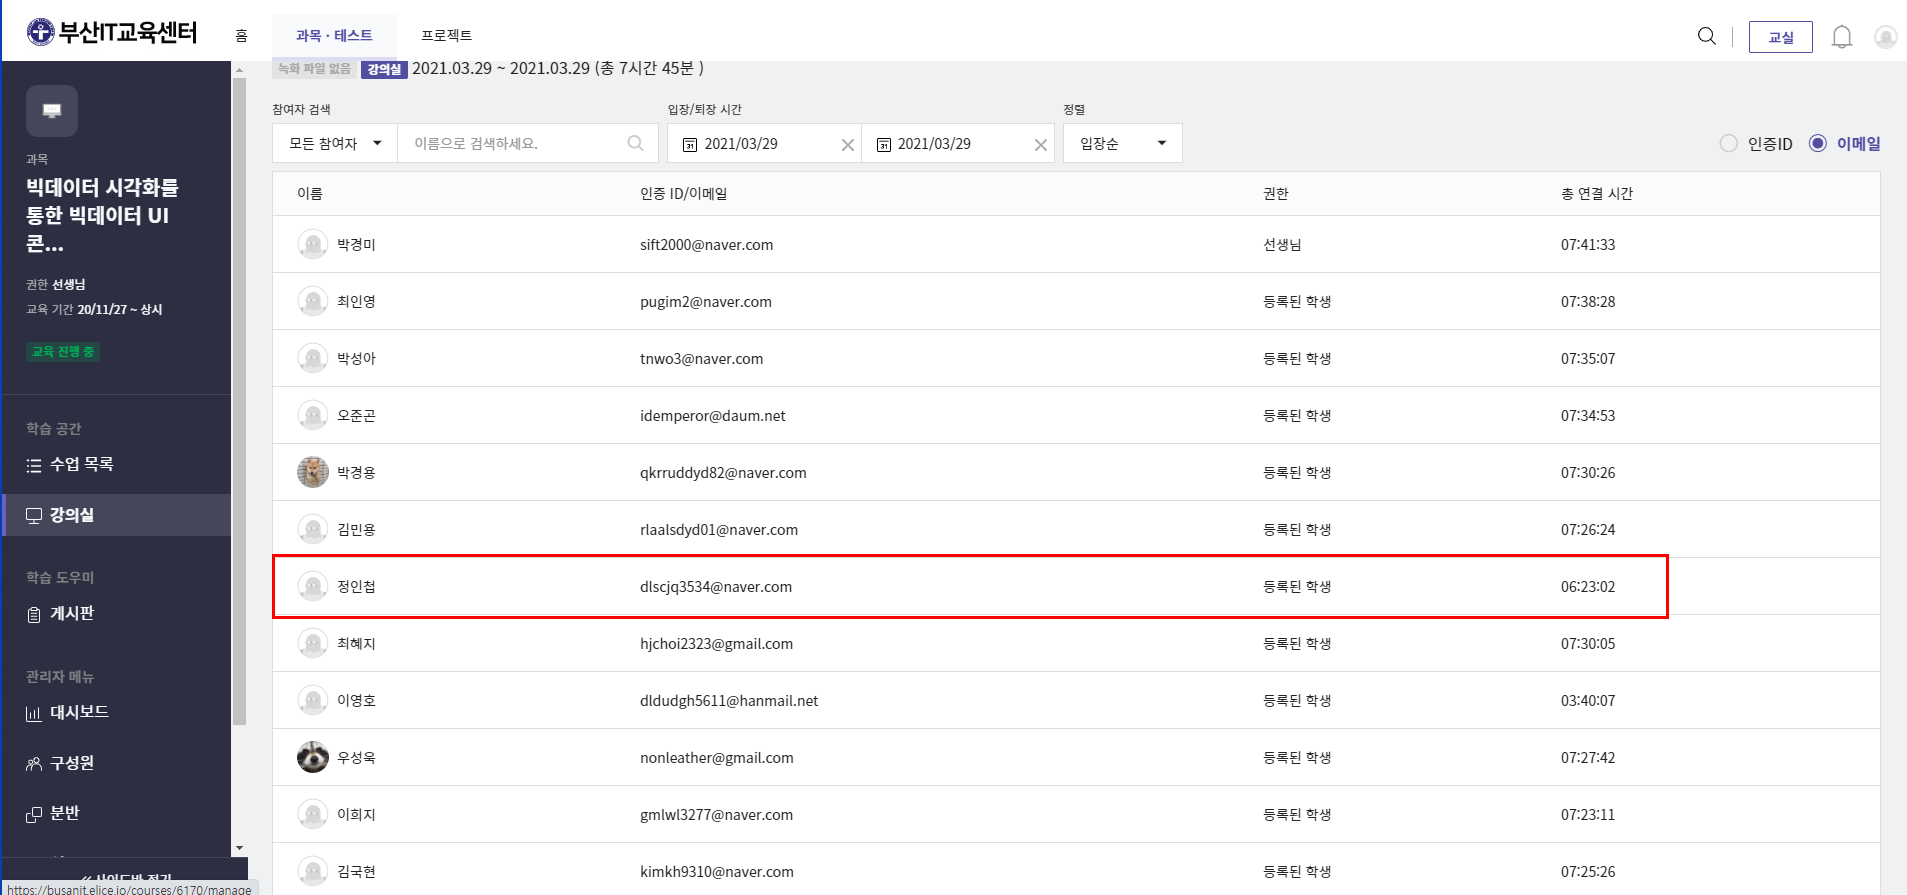 부산IT교육센터
홈
과목 · 테스트
프로젝트
교실
녹화 파일 없음 강의실 2021.03.29 ~ 2021.03.29 (총 7시간 45분 )
과목
빅데이터 시각화를
통한 빅데이터 UI
콘...
권한 선생님
교육 기간 20/11/27 ~ 상시
교육 진행 중
학습 공간
수업 목록
강의실
학습 도우미
게시판
관리자 메뉴
대시보드
구성원
분반
https://busanit.elice.io/courses/6170/manage
참여자 검색 입장/퇴장 시간 정렬
모든 참여자 이름으로 검색하세요. 31 2021/03/29 31 2021/03/29 입장순 인증ID 이메일
이름 인증 ID/이메일 권한 총 연결 시간
박경미 sift2000@naver.com 선생님 07:41:33
최인영 pugim2@naver.com 등록된 학생 07:38:28
박성아 tnwo3@naver.com 등록된 학생 07:35:07
오준곤 idemperor@daum.net 등록된 학생 07:34:53
박경용 qkrruddyd82@naver.com 등록된 학생 07:30:26
김민용 rlaalsdyd01@naver.com 등록된 학생 07:26:24
정인첩 dlscjq3534@naver.com 등록된 학생 06:23:02
최혜지 hjchoi2323@gmail.com 등록된 학생 07:30:05
이영호 dldudgh5611@hanmail.net 등록된 학생 03:40:07
우성욱 nonleather@gmail.com 등록된 학생 07:27:42
이희지 gmlwl3277@naver.com 등록된 학생 07:23:11
김국현 kimkh9310@naver.com 등록된 학생 07:25:26